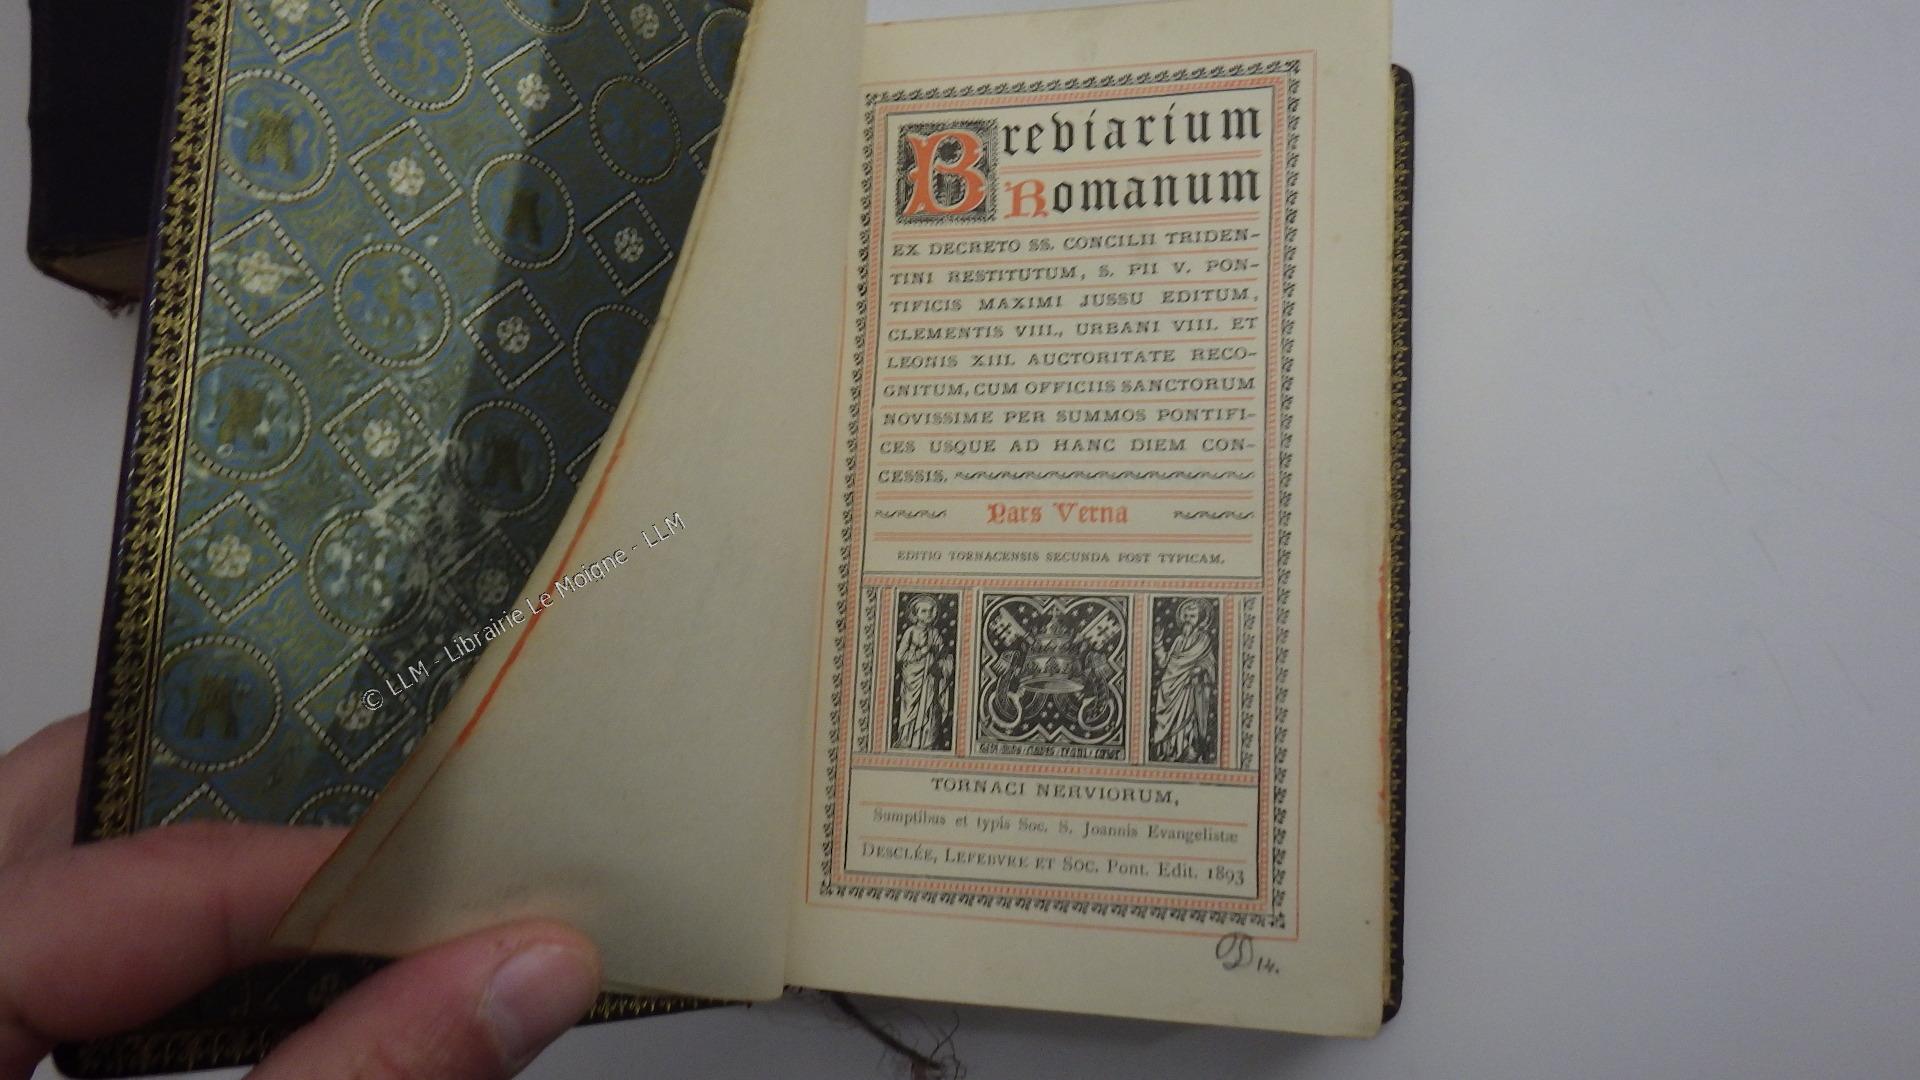 Breviarium
Romanum
EX DECRETO SS. CONCILII TRIDEN-
TINI RESTITUTUM, S. PII V. PON-
TIFICIS MAXIMI JUSSU EDITUM,
CLEMENTIS VIII., URBANI VIII. ET
LEONIS XIII. AUCTORITATE RECO-
GNITUM, CUM OFFICIIS SANCTORUM
NOVISSIME PER SUMMOS PONTIFI-
CES USQUE AD HANC DIEM CON-
CESSIS.
Pars Verna
EDITIO TORNACENSIS SECUNDA POST TYPICAM.
TORNACI NERVIORUM,
Sumptibus et typis Soc. S. Joannis Evangelistæ
DESCLÉE, LEFEBVRE ET SOC. Pont. Edit. 1893
14.
© LLM - Librairie Le Moigne - LLM